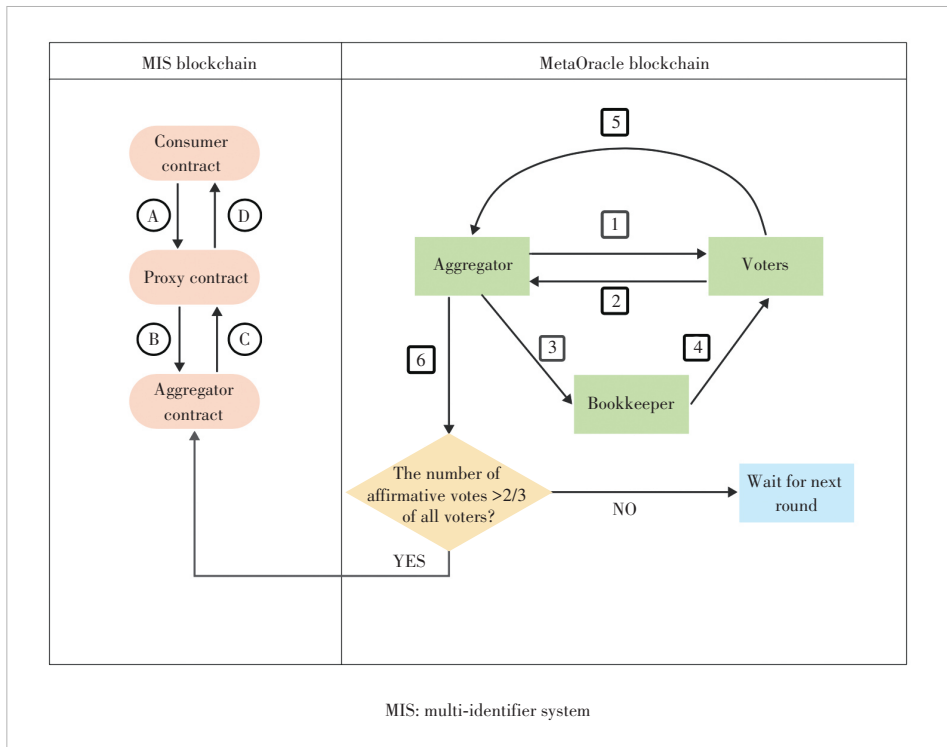 MIS blockchain
MetaOracle blockchain
Consumer
contract
A
D
Proxy contract
B
C
Aggregator
contract
5
1
Aggregator
Voters
2
3
4
6
Bookkeeper
The number of
affirmative votes >2/3
of all voters?
NO
Wait for next
round
YES
MIS: multi-identifier system